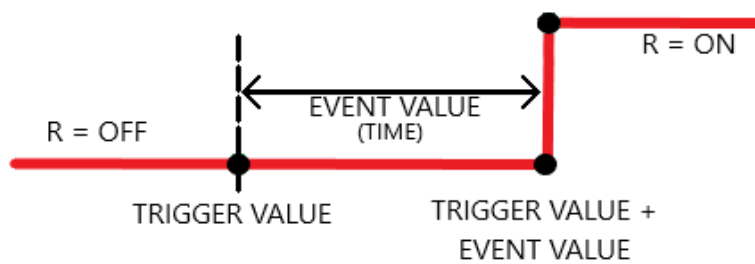 R = ON
EVENT VALUE
(TIME)
R = OFF
TRIGGER VALUE
TRIGGER VALUE +
EVENT VALUE